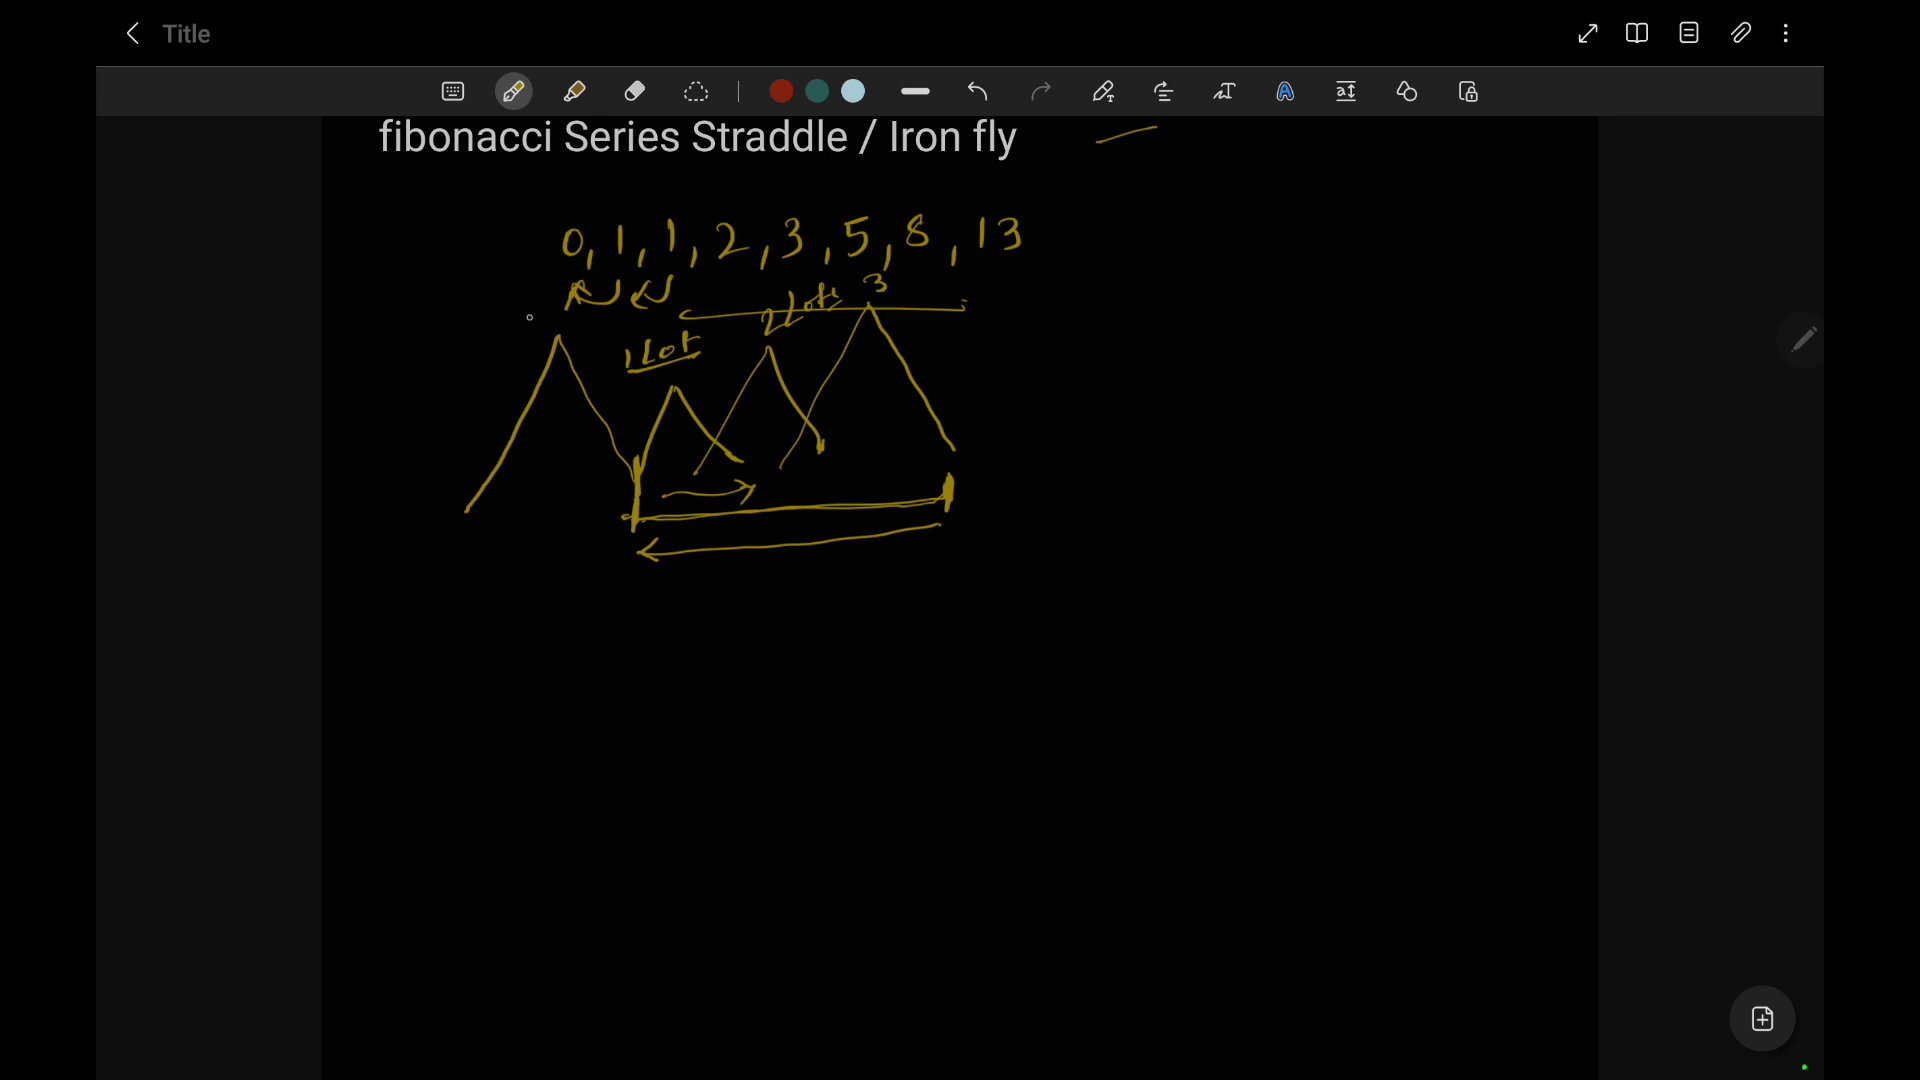 Title
fibonacci Series Straddle / Iron fly
0, 1, 1, 2, 3, 5, 8, 13
3
2 Lots
1 Lot